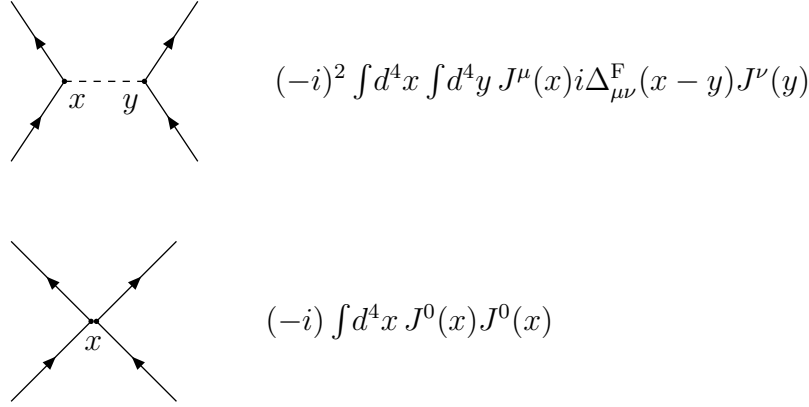 x y (-i)² ∫d⁴x ∫d⁴y J^μ(x)iΔ^F_μν(x − y)J^ν(y)
x (-i) ∫d⁴x J⁰(x)J⁰(x)